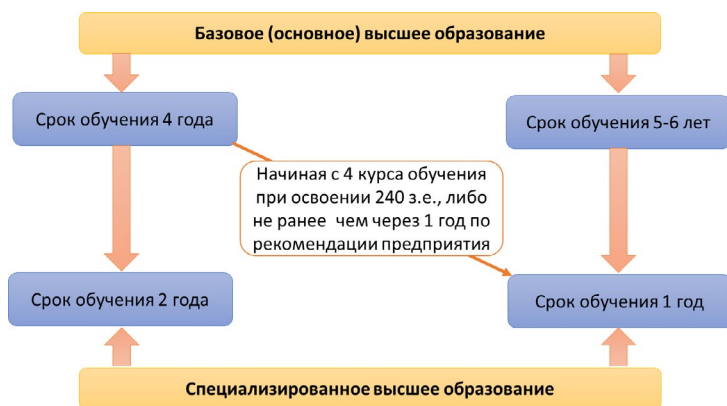 Базовое (основное) высшее образование
Срок обучения 4 года
Срок обучения 5-6 лет
Начиная с 4 курса обучения
при освоении 240 з.е., либо
не ранее чем через 1 год по
рекомендации предприятия
Срок обучения 2 года
Срок обучения 1 год
Специализированное высшее образование